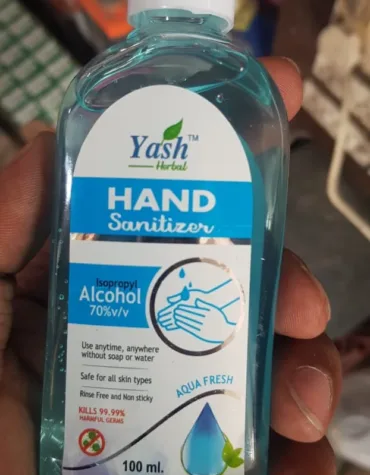 Yash™
Herbal
HAND
Sanitizer
Isopropyl
Alcohol
70%v/v
Use anytime, anywhere
without soap or water
Safe for all skin types
Rinse Free and Non sticky
AQUA FRESH
KILLS 99.99%
HARMFUL GERMS
100 ml.